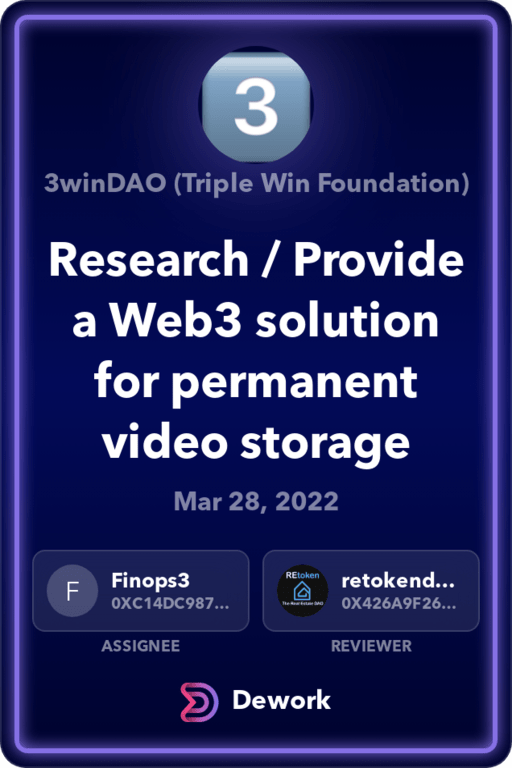 3
3winDAO (Triple Win Foundation)
Research / Provide
a Web3 solution
for permanent
video storage
Mar 28, 2022
F
Finops3
0XC14DC987...
ASSIGNEE
REtoken
The Real Estate DAO
retokend...
0X426A9F26...
REVIEWER
Dework